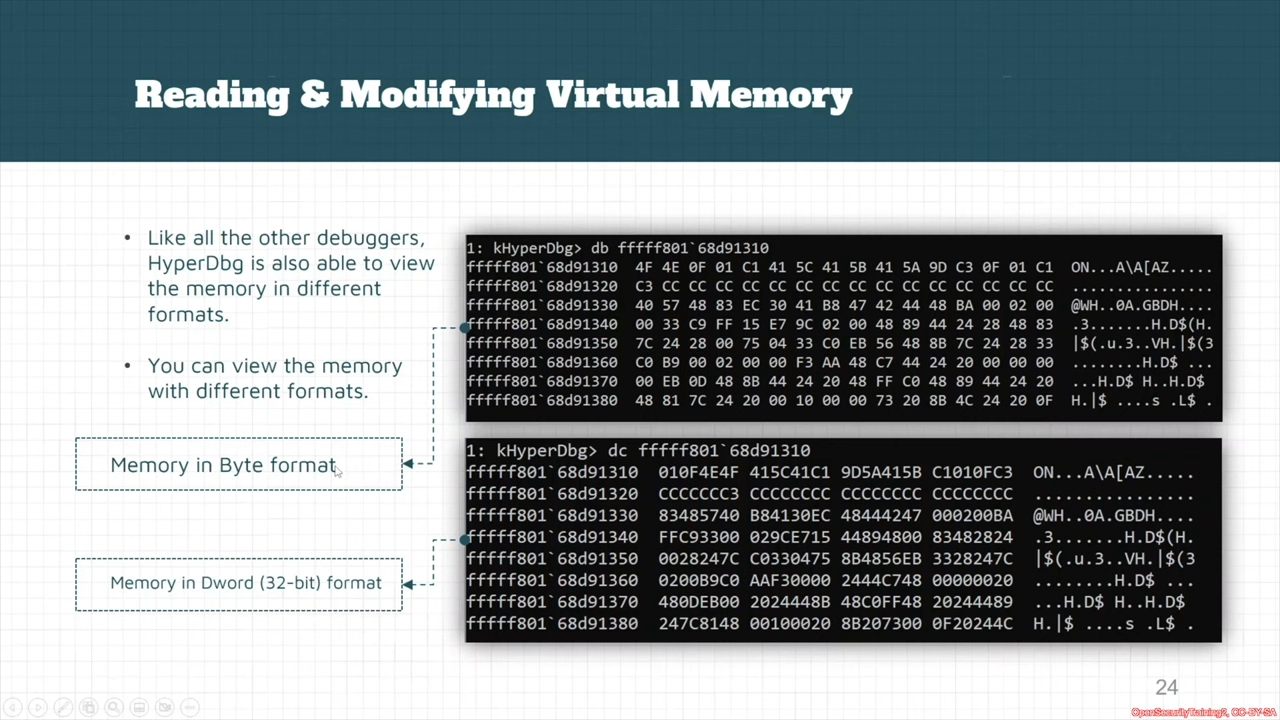 Reading & Modifying Virtual Memory
• Like all the other debuggers,
HyperDbg is also able to view
the memory in different
formats.
• You can view the memory
with different formats.
Memory in Byte format
Memory in Dword (32-bit) format
1: kHyperDbg> db fffff801`68d91310
fffff801`68d91310 4F 4E 0F 01 C1 41 5C 41 5B 41 5A 9D C3 0F 01 C1 ON...A\A[AZ.....
fffff801`68d91320 C3 CC CC CC CC CC CC CC CC CC CC CC CC CC CC CC ................
fffff801`68d91330 40 57 48 83 EC 30 41 B8 47 42 44 48 BA 00 02 00 @WH..0A.GBDH....
fffff801`68d91340 00 33 C9 FF 15 E7 9C 02 00 48 89 44 24 28 48 83 .3.......H.D$(H.
fffff801`68d91350 7C 24 28 00 75 04 33 C0 EB 56 48 8B 7C 24 28 33 |$(.u.3..VH.|$(3
fffff801`68d91360 C0 B9 00 02 00 00 F3 AA 48 C7 44 24 20 00 00 00 ........H.D$ ...
fffff801`68d91370 00 EB 0D 48 8B 44 24 20 48 FF C0 48 89 44 24 20 ...H.D$ H..H.D$
fffff801`68d91380 48 81 7C 24 20 00 10 00 00 73 20 8B 4C 24 20 0F H.|$ ....s .L$ .
1: kHyperDbg> dc fffff801`68d91310
fffff801`68d91310 010F4E4F 415C41C1 9D5A415B C1010FC3 ON...A\A[AZ.....
fffff801`68d91320 CCCCCCC3 CCCCCCCC CCCCCCCC CCCCCCCC ................
fffff801`68d91330 83485740 B84130EC 48444247 000200BA @WH..0A.GBDH....
fffff801`68d91340 FFC93300 029CE715 44894800 83482824 .3.......H.D$(H.
fffff801`68d91350 0028247C C0330475 8B4856EB 3328247C |$(.u.3..VH.|$(3
fffff801`68d91360 0200B9C0 AAF30000 2444C748 00000020 ........H.D$ ...
fffff801`68d91370 480DEB00 2024448B 48C0FF48 20244489 ...H.D$ H..H.D$
fffff801`68d91380 247C8148 00100020 8B207300 0F20244C H.|$ ....s .L$ .
24
OpenSecurityTraining2, CC-BY-SA